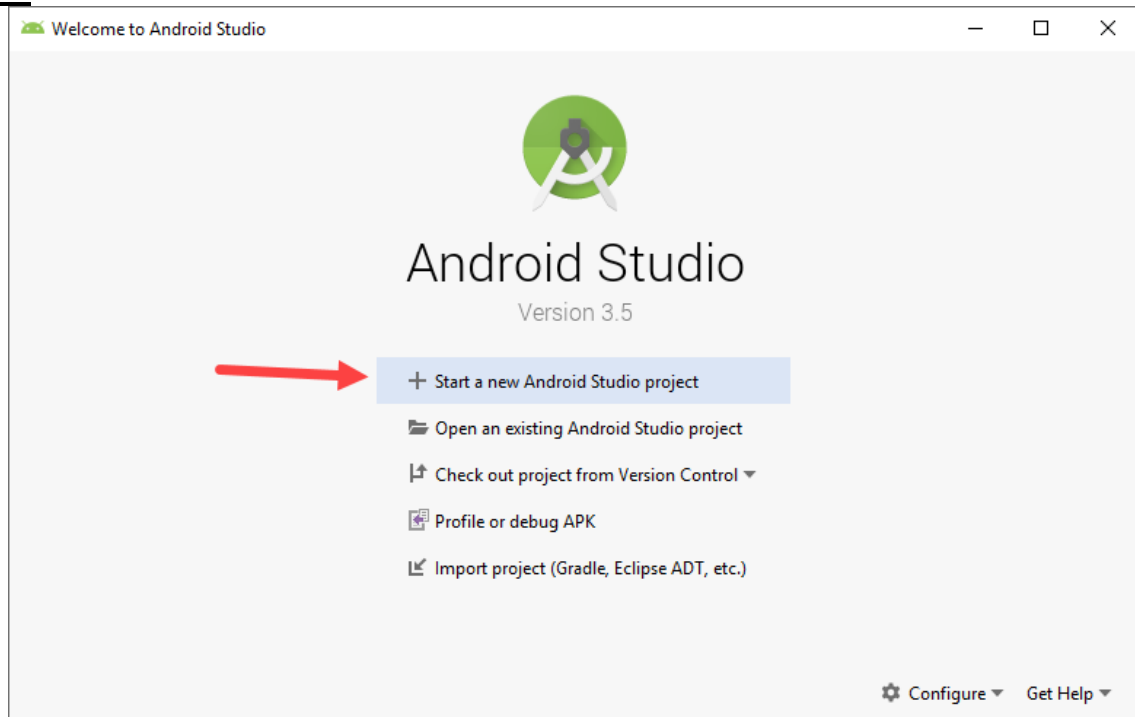 Welcome to Android Studio
Android Studio
Version 3.5
Start a new Android Studio project
Open an existing Android Studio project
Check out project from Version Control
Profile or debug APK
Import project (Gradle, Eclipse ADT, etc.)
Configure Get Help